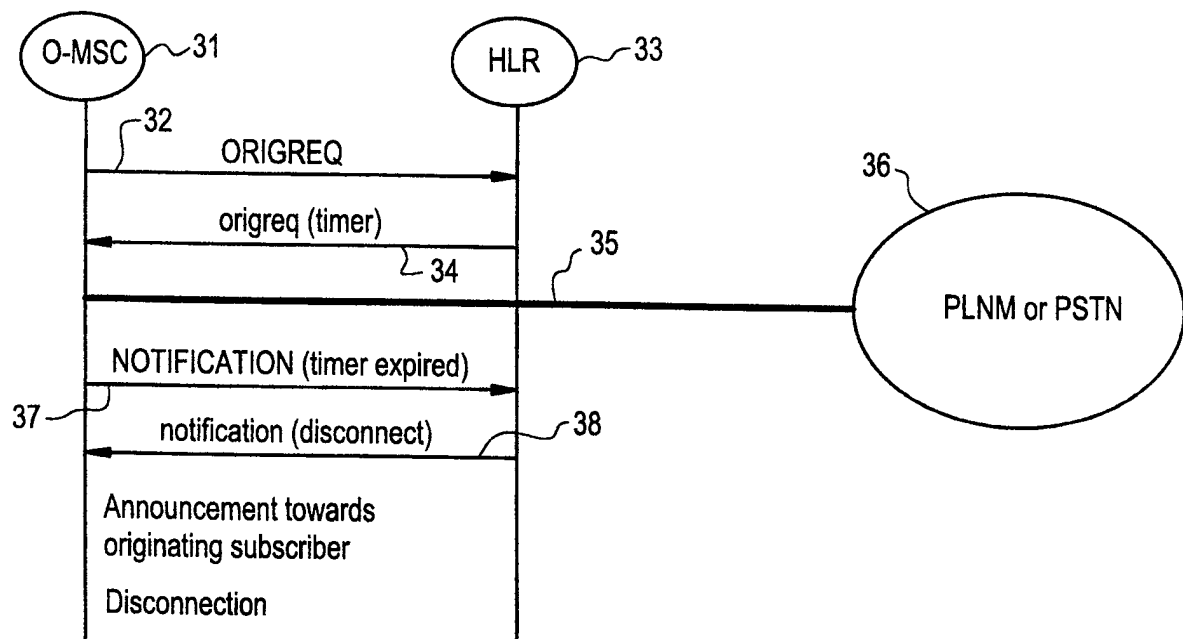 O-MSC
31
HLR
33
32
ORIGREQ
36
origreq (timer)
34
35
PLNM or PSTN
NOTIFICATION (timer expired)
37
notification (disconnect)
38
Announcement towards
originating subscriber
Disconnection